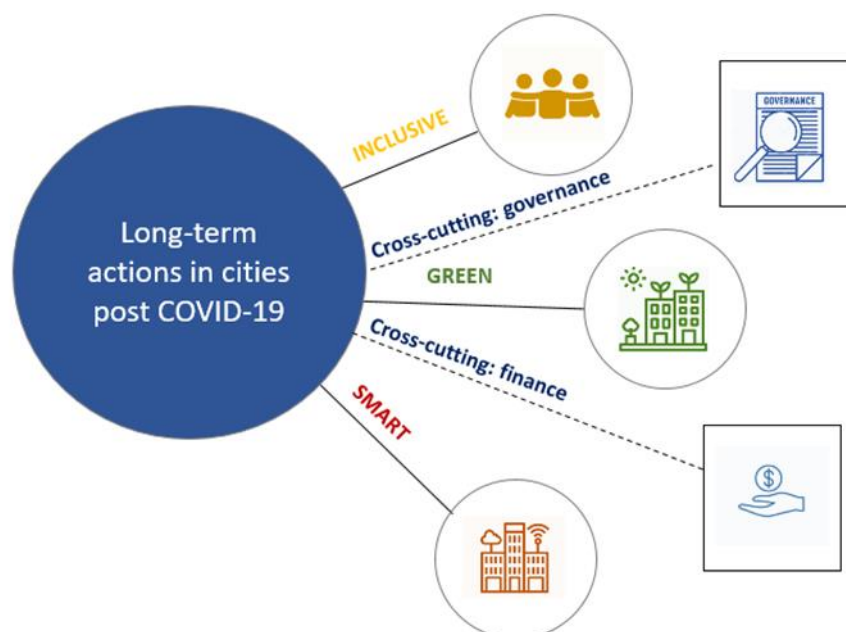 INCLUSIVE
GOVERNANCE
Cross-cutting: governance
Long-term
actions in cities
post COVID-19
GREEN
Cross-cutting: finance
SMART
$